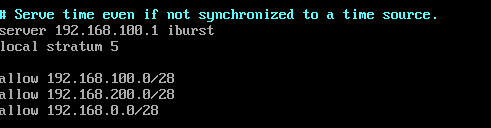 # Serve time even if not synchronized to a time source.
server 192.168.100.1 iburst
local stratum 5
allow 192.168.100.0/28
allow 192.168.200.0/28
allow 192.168.0.0/28